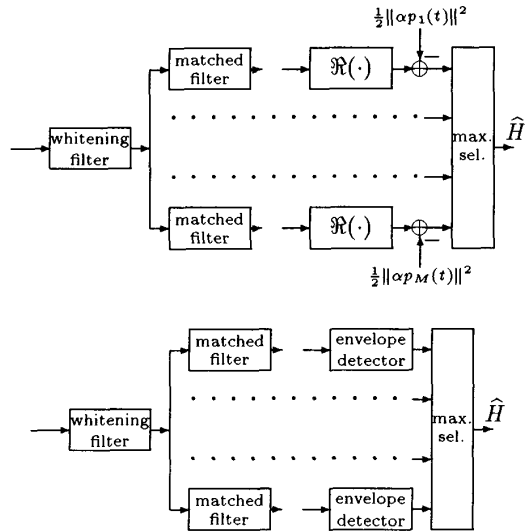 ½‖αp₁(t)‖²
matched
filter
ℜ(·)
−
whitening
filter
max.
sel.
Ĥ
matched
filter
ℜ(·)
−
½‖αp_M(t)‖²
matched
filter
envelope
detector
whitening
filter
max.
sel.
Ĥ
matched
filter
envelope
detector